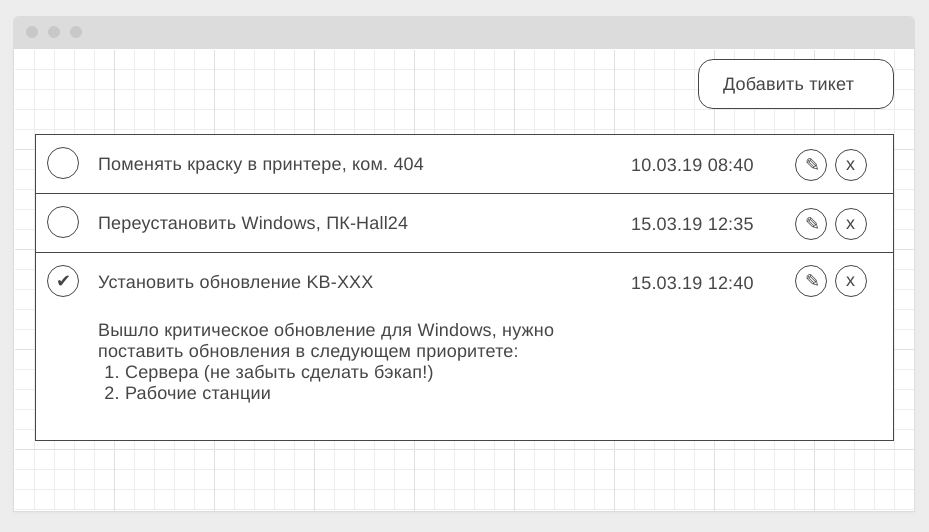 Добавить тикет
Поменять краску в принтере, ком. 404 10.03.19 08:40 ✎ x
Переустановить Windows, ПК-Hall24 15.03.19 12:35 ✎ x
✔ Установить обновление KB-XXX 15.03.19 12:40 ✎ x
Вышло критическое обновление для Windows, нужно
поставить обновления в следующем приоритете:
1. Сервера (не забыть сделать бэкап!)
2. Рабочие станции